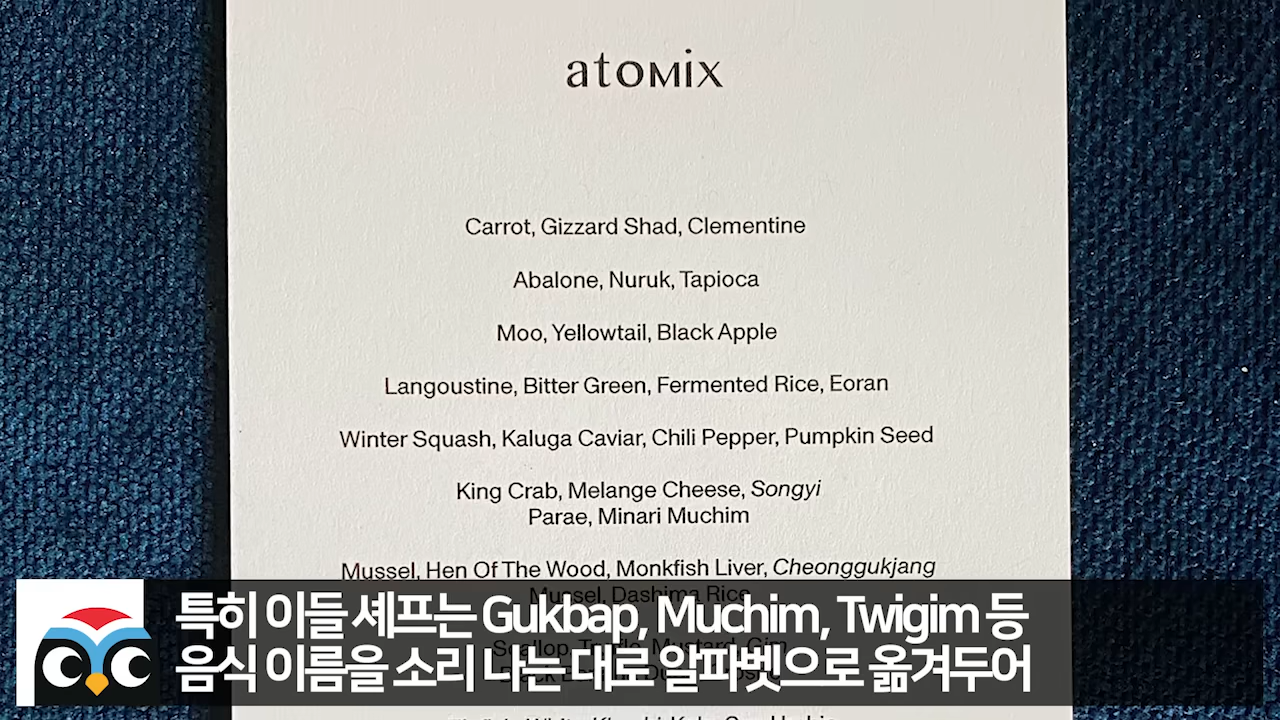 atomix
Carrot, Gizzard Shad, Clementine
Abalone, Nuruk, Tapioca
Moo, Yellowtail, Black Apple
Langoustine, Bitter Green, Fermented Rice, Eoran
Winter Squash, Kaluga Caviar, Chili Pepper, Pumpkin Seed
King Crab, Melange Cheese, Songyi
Parae, Minari Muchim
Mussel, Hen Of The Wood, Monkfish Liver, Cheonggukjang
Mussel, Dashima Rice
특히 이들 셰프는 Gukbap, Muchim, Twigim 등
음식 이름을 소리 나는 대로 알파벳으로 옮겨두어